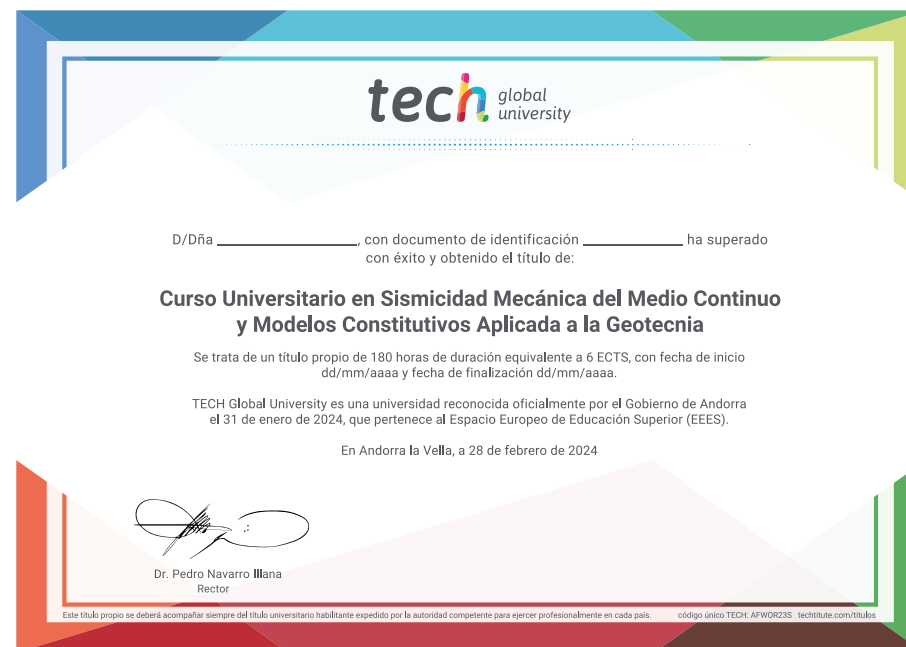 tech global university
D/Dña ____________________, con documento de identificación ______________ ha superado
con éxito y obtenido el título de:
Curso Universitario en Sismicidad Mecánica del Medio Continuo
y Modelos Constitutivos Aplicada a la Geotecnia
Se trata de un título propio de 180 horas de duración equivalente a 6 ECTS, con fecha de inicio
dd/mm/aaaa y fecha de finalización dd/mm/aaaa.
TECH Global University es una universidad reconocida oficialmente por el Gobierno de Andorra
el 31 de enero de 2024, que pertenece al Espacio Europeo de Educación Superior (EEES).
En Andorra la Vella, a 28 de febrero de 2024
Dr. Pedro Navarro Illana
Rector
Este título propio se deberá acompañar siempre del título universitario habilitante expedido por la autoridad competente para ejercer profesionalmente en cada país. código único TECH: AFWOR23S techtitute.com/titulos